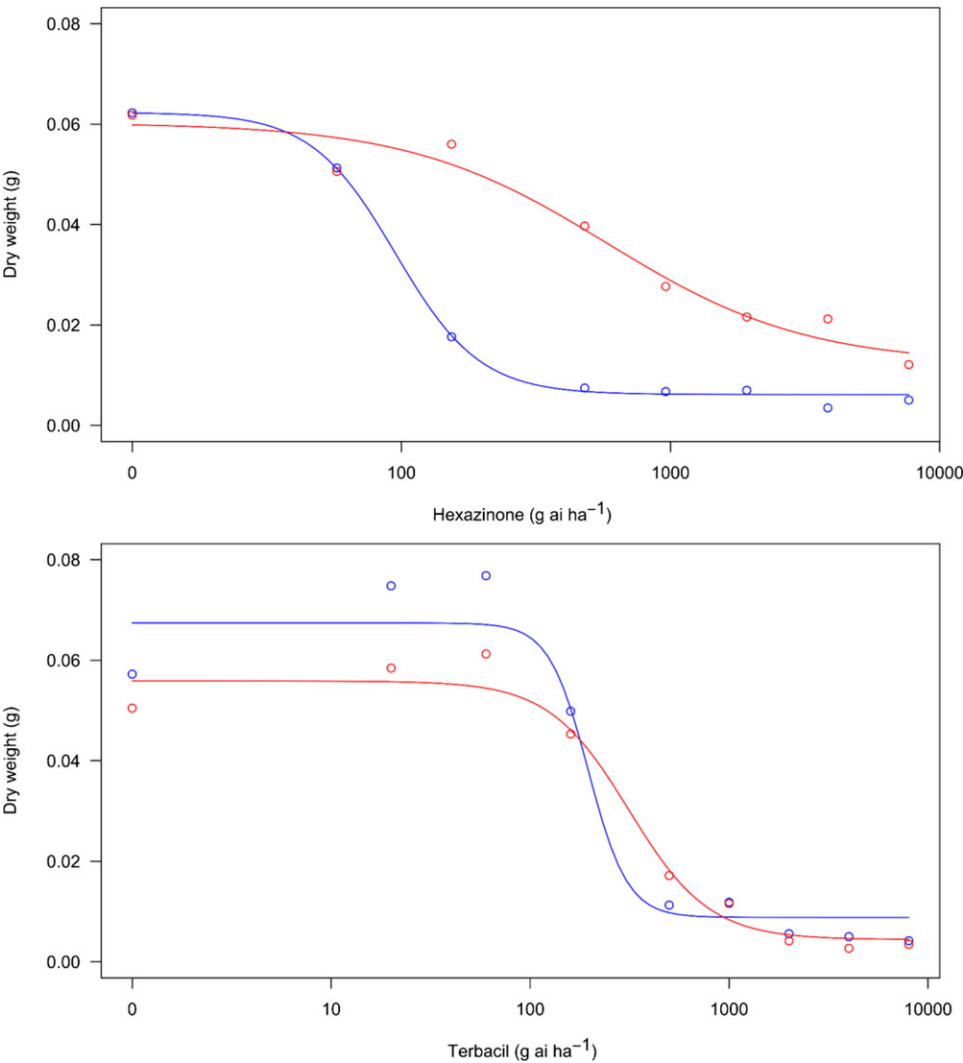 0.08
0.06
0.04
0.02
0.00
Dry weight (g)
0 100 1000 10000
Hexazinone (g ai ha⁻¹)
0.08
0.06
0.04
0.02
0.00
Dry weight (g)
0 10 100 1000 10000
Terbacil (g ai ha⁻¹)